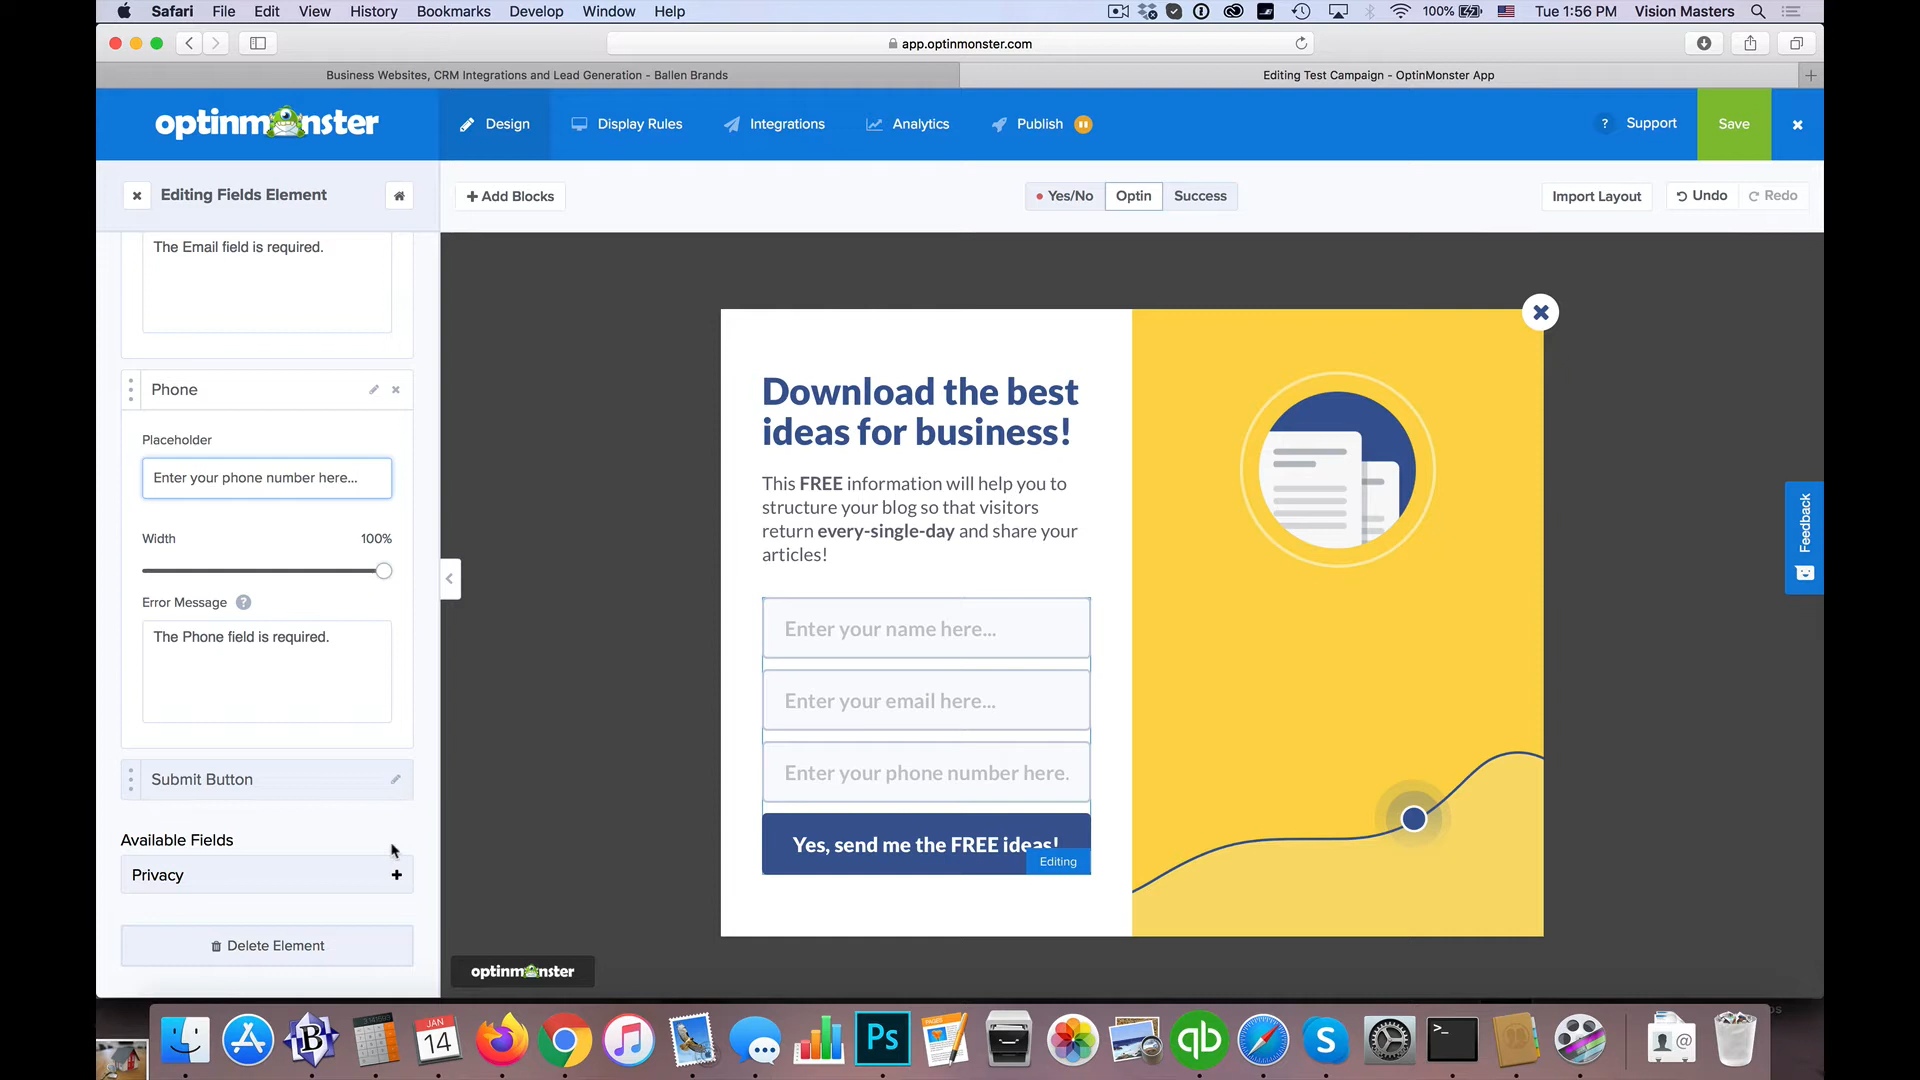 Safari File Edit View History Bookmarks Develop Window Help 100% Tue 1:56 PM Vision Masters
app.optinmonster.com
Business Websites, CRM Integrations and Lead Generation - Ballen Brands Editing Test Campaign - OptinMonster App
optinmonster Design Display Rules Integrations Analytics Publish ? Support Save
Editing Fields Element + Add Blocks Yes/No Optin Success Import Layout Undo Redo
The Email field is required.
Phone
Placeholder
Enter your phone number here...
Width 100%
Error Message ?
The Phone field is required.
Submit Button
Available Fields
Privacy +
Delete Element
Download the best
ideas for business!
This FREE information will help you to
structure your blog so that visitors
return every-single-day and share your
articles!
Enter your name here...
Enter your email here...
Enter your phone number here.
Yes, send me the FREE ideas!
Editing
Feedback
optinmonster
JAN
14
Ps